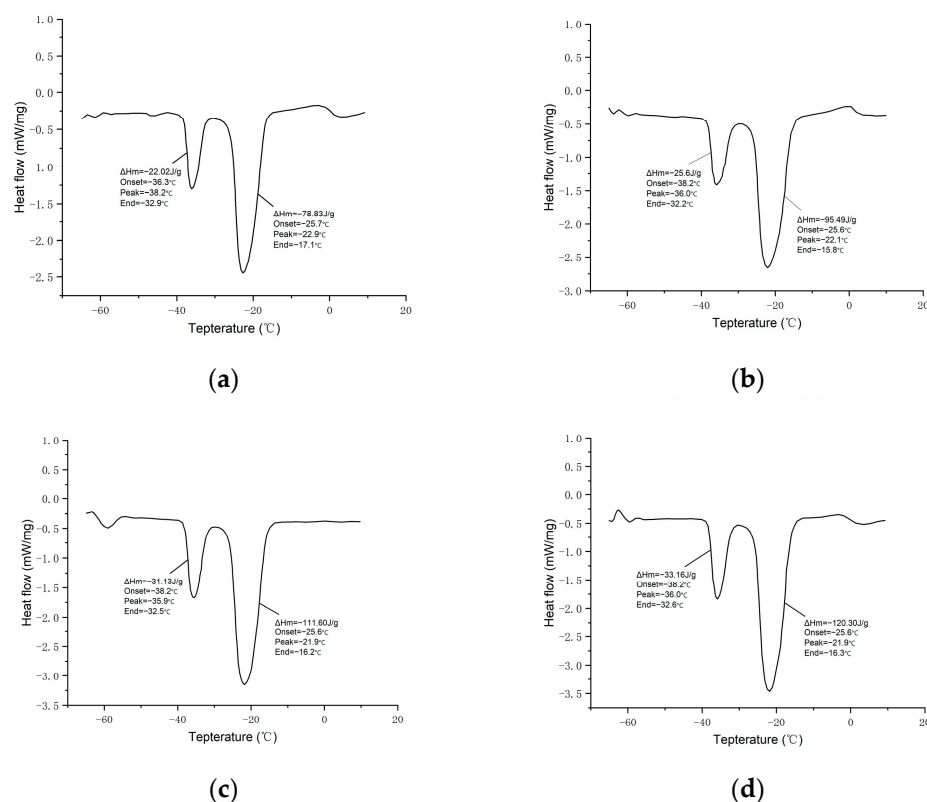 1.0
0.5
0.0
-0.5
-1.0
-1.5
-2.0
-2.5
Heat flow (mW/mg)
ΔHm=−22.02J/g
Onset=−36.3℃
Peak=−38.2℃
End=−32.9℃
ΔHm=−78.83J/g
Onset=−25.7℃
Peak=−22.9℃
End=−17.1℃
-60 -40 -20 0 20
Tepterature (℃)
(a)
1.0
0.5
0.0
-0.5
-1.0
-1.5
-2.0
-2.5
-3.0
Heat flow (mW/mg)
ΔHm=−25.6J/g
Onset=−38.2℃
Peak=−36.0℃
End=−32.2℃
ΔHm=−95.49J/g
Onset=−25.6℃
Peak=−22.1℃
End=−15.8℃
-60 -40 -20 0 20
Tepterature (℃)
(b)
1.0
0.5
0.0
-0.5
-1.0
-1.5
-2.0
-2.5
-3.0
-3.5
Heat flow (mW/mg)
ΔHm=−31.13J/g
Onset=−38.2℃
Peak=−35.9℃
End=−32.5℃
ΔHm=−111.60J/g
Onset=−25.6℃
Peak=−21.9℃
End=−16.2℃
-60 -40 -20 0 20
Tepterature (℃)
(c)
1.0
0.5
0.0
-0.5
-1.0
-1.5
-2.0
-2.5
-3.0
-3.5
Heat flow (mW/mg)
ΔHm=−33.16J/g
Onset=−38.2℃
Peak=−36.0℃
End=−32.6℃
ΔHm=−120.30J/g
Onset=−25.6℃
Peak=−21.9℃
End=−16.3℃
-60 -40 -20 0 20
Tepterature (℃)
(d)